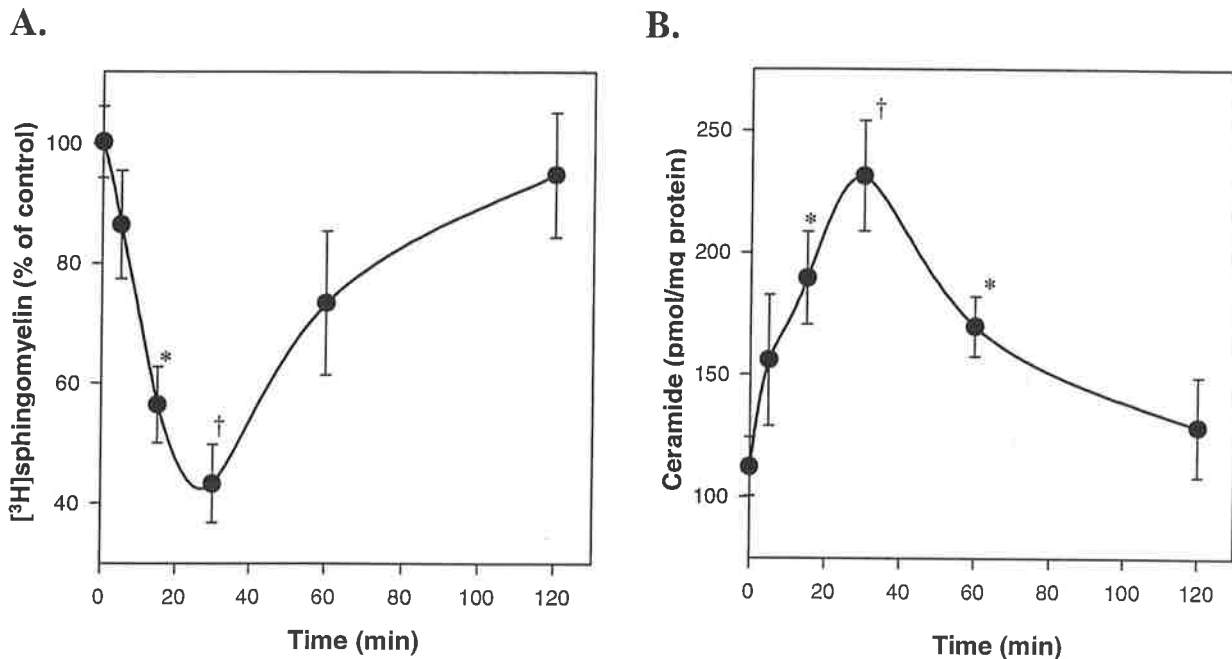 A.
[³H]sphingomyelin (% of control)
100
80
60
40
*
†
0 20 40 60 80 100 120
Time (min)
B.
Ceramide (pmol/mg protein)
250
200
150
100
*
†
*
0 20 40 60 80 100 120
Time (min)